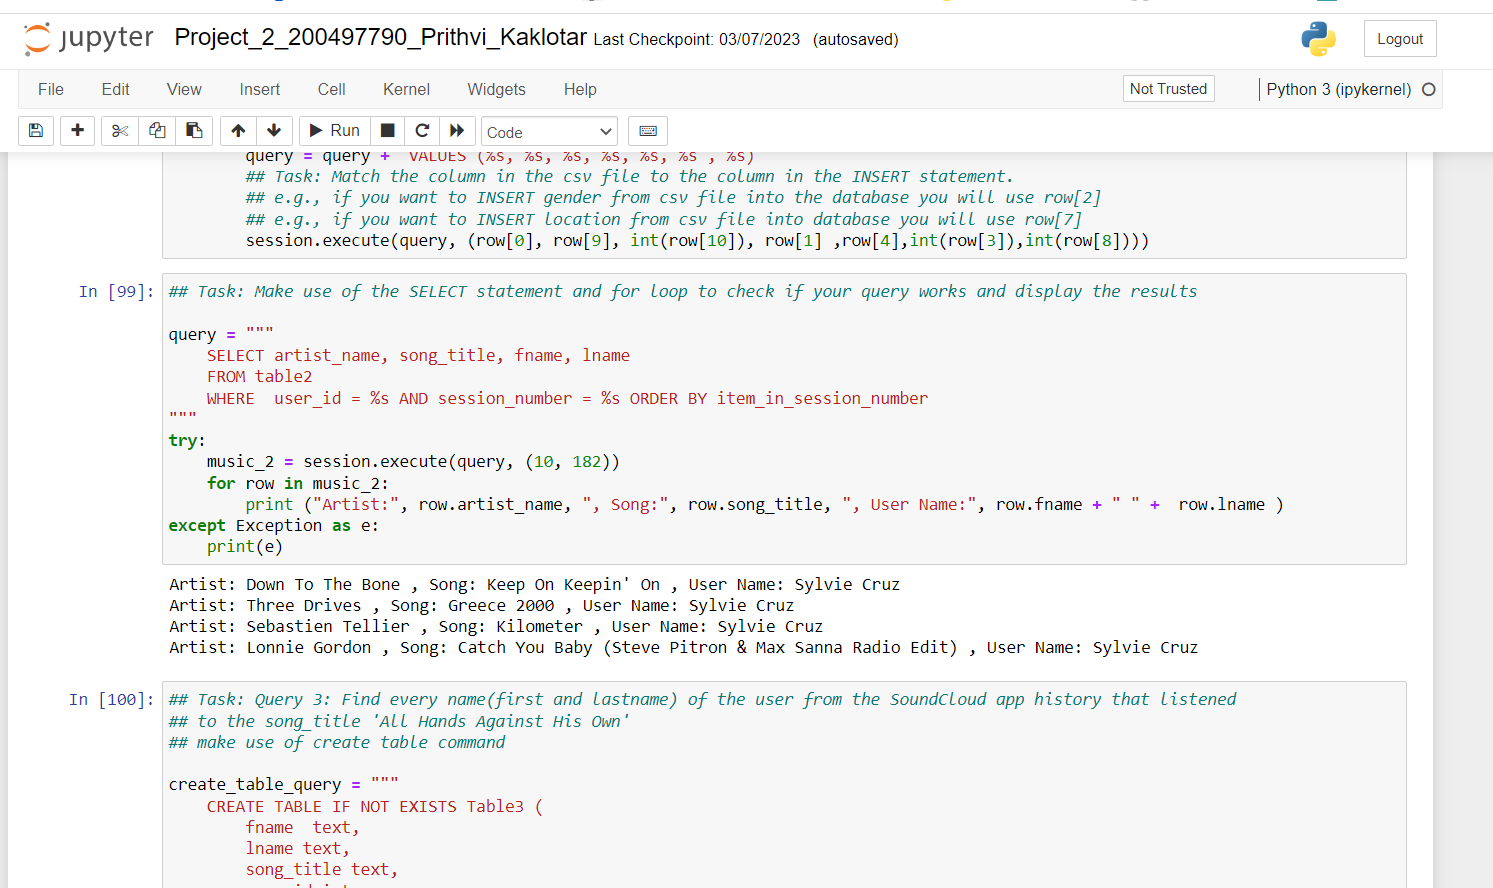 jupyter Project_2_200497790_Prithvi_Kaklotar Last Checkpoint: 03/07/2023 (autosaved) Logout
File Edit View Insert Cell Kernel Widgets Help Not Trusted Python 3 (ipykernel)
Run Code
query = query + VALUES (%s, %s, %s, %s, %s, %s , %s)
## Task: Match the column in the csv file to the column in the INSERT statement.
## e.g., if you want to INSERT gender from csv file into the database you will use row[2]
## e.g., if you want to INSERT location from csv file into database you will use row[7]
session.execute(query, (row[0], row[9], int(row[10]), row[1] ,row[4],int(row[3]),int(row[8])))
In [99]: ## Task: Make use of the SELECT statement and for loop to check if your query works and display the results
query = """
SELECT artist_name, song_title, fname, lname
FROM table2
WHERE  user_id = %s AND session_number = %s ORDER BY item_in_session_number
"""
try:
music_2 = session.execute(query, (10, 182))
for row in music_2:
print ("Artist:", row.artist_name, ", Song:", row.song_title, ", User Name:", row.fname + " " +  row.lname )
except Exception as e:
print(e)
Artist: Down To The Bone , Song: Keep On Keepin' On , User Name: Sylvie Cruz
Artist: Three Drives , Song: Greece 2000 , User Name: Sylvie Cruz
Artist: Sebastien Tellier , Song: Kilometer , User Name: Sylvie Cruz
Artist: Lonnie Gordon , Song: Catch You Baby (Steve Pitron & Max Sanna Radio Edit) , User Name: Sylvie Cruz
In [100]: ## Task: Query 3: Find every name(first and lastname) of the user from the SoundCloud app history that listened
## to the song_title 'All Hands Against His Own'
## make use of create table command
create_table_query = """
CREATE TABLE IF NOT EXISTS Table3 (
fname  text,
lname text,
song_title text,